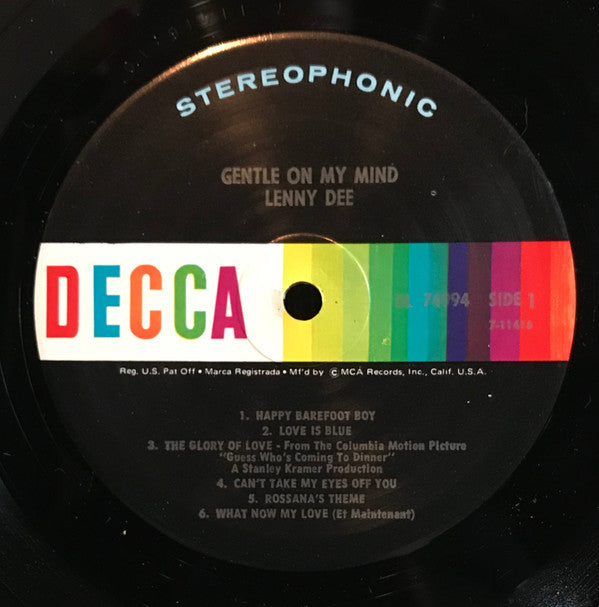 STEREOPHONIC
GENTLE ON MY MIND
LENNY DEE
DECCA
DL 74994 SIDE 1
7-11416
Reg. U.S. Pat Off • Marca Registrada • Mf'd by © MCA Records, Inc., Calif. U.S.A.
1. HAPPY BAREFOOT BOY
2. LOVE IS BLUE
3. THE GLORY OF LOVE - From The Columbia Motion Picture
"Guess Who's Coming To Dinner"
A Stanley Kramer Production
4. CAN'T TAKE MY EYES OFF YOU
5. ROSSANA'S THEME
6. WHAT NOW MY LOVE (Et Maintenant)